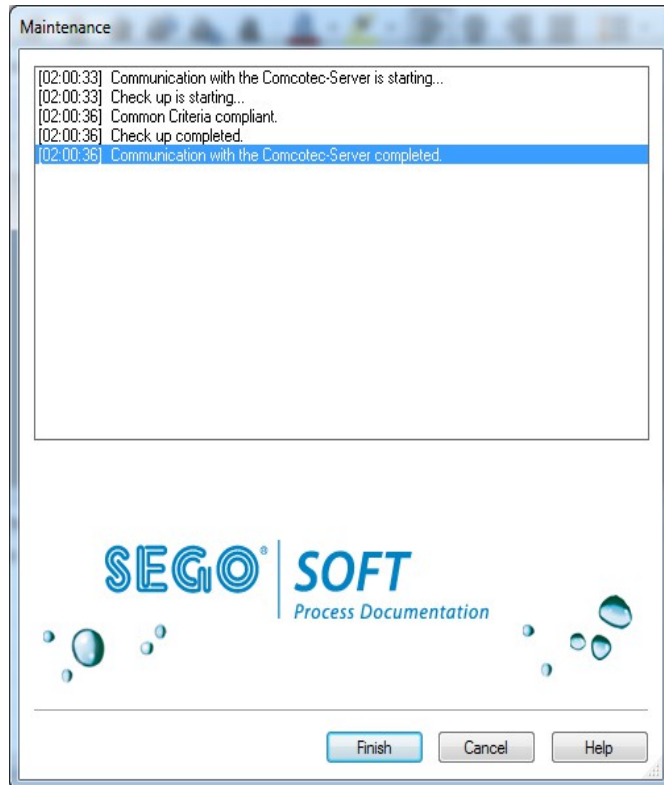 Maintenance
[02:00:33] Communication with the Comcotec-Server is starting...
[02:00:33] Check up is starting...
[02:00:36] Common Criteria compliant.
[02:00:36] Check up completed.
[02:00:36] Communication with the Comcotec-Server completed.
SEGO® SOFT
Process Documentation
Finish Cancel Help